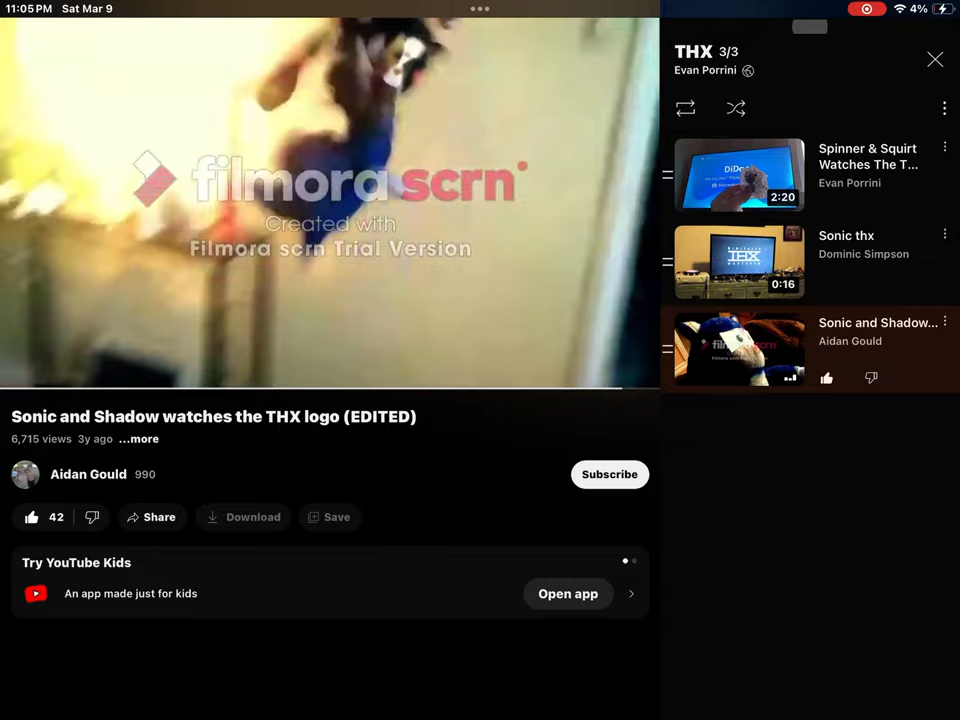 11:05 PM Sat Mar 9
4%
filmora scrn
Created with
Filmora scrn Trial Version
Sonic and Shadow watches the THX logo (EDITED)
6,715 views 3y ago ...more
Aidan Gould 990
Subscribe
42
Share
Download
Save
Try YouTube Kids
An app made just for kids
Open app
THX 3/3
Evan Porrini
Spinner & Squirt
Watches The T...
Evan Porrini
2:20
Sonic thx
Dominic Simpson
THX
0:16
Sonic and Shadow...
Aidan Gould
filmora scrn